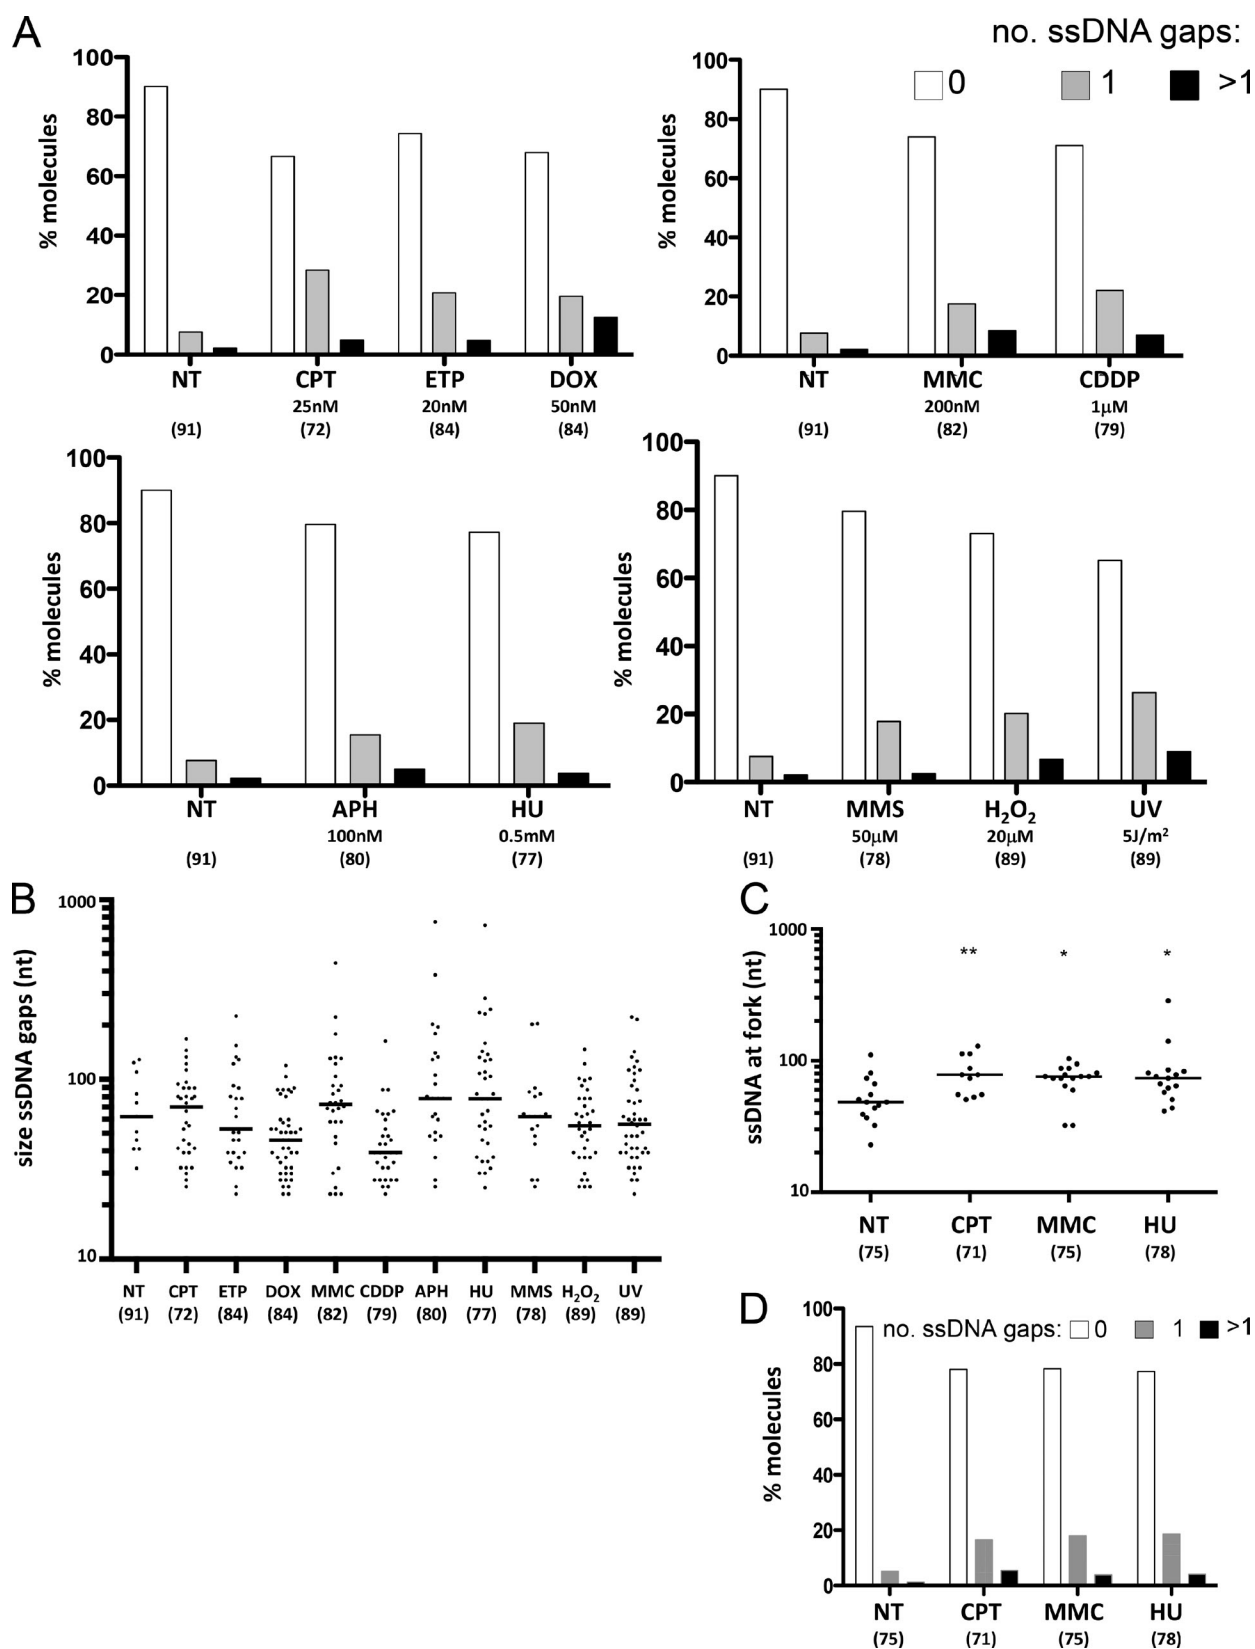 A
no. ssDNA gaps:
0 1 >1
% molecules
100
80
60
40
20
0
NT CPT ETP DOX
25nM 20nM 50nM
(91) (72) (84) (84)
% molecules
100
80
60
40
20
0
NT MMC CDDP
200nM 1μM
(91) (82) (79)
% molecules
100
80
60
40
20
0
NT APH HU
100nM 0.5mM
(91) (80) (77)
% molecules
100
80
60
40
20
0
NT MMS H₂O₂ UV
50μM 20μM 5J/m²
(91) (78) (89) (89)
B
size ssDNA gaps (nt)
1000
100
10
NT CPT ETP DOX MMC CDDP APH HU MMS H₂O₂ UV
(91) (72) (84) (84) (82) (79) (80) (77) (78) (89) (89)
C
ssDNA at fork (nt)
1000
100
10
** * *
NT CPT MMC HU
(75) (71) (75) (78)
D
no. ssDNA gaps: 0 1 >1
% molecules
100
80
60
40
20
0
NT CPT MMC HU
(75) (71) (75) (78)